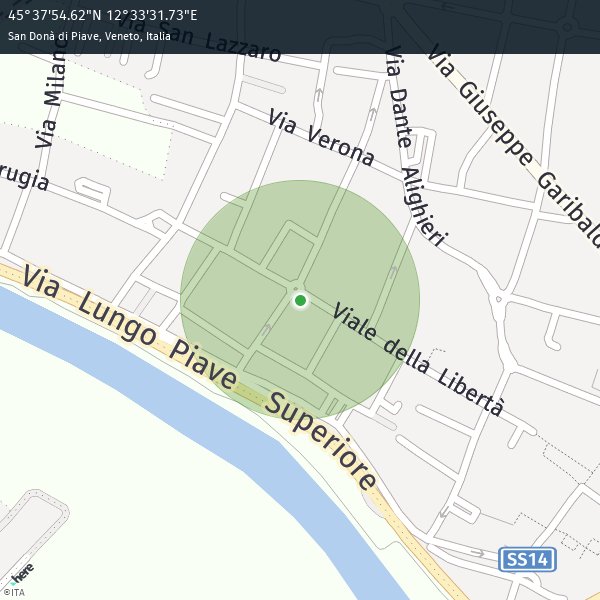 45°37'54.62"N 12°33'31.73"E
San Donà di Piave, Veneto, Italia
Via San Lazzaro
Via Milano
Via Dante Alighieri
Via Giuseppe Garibald
Via Verona
rugia
Via Lungo Piave Superiore
Viale della Libertà
SS14
here
©ITA